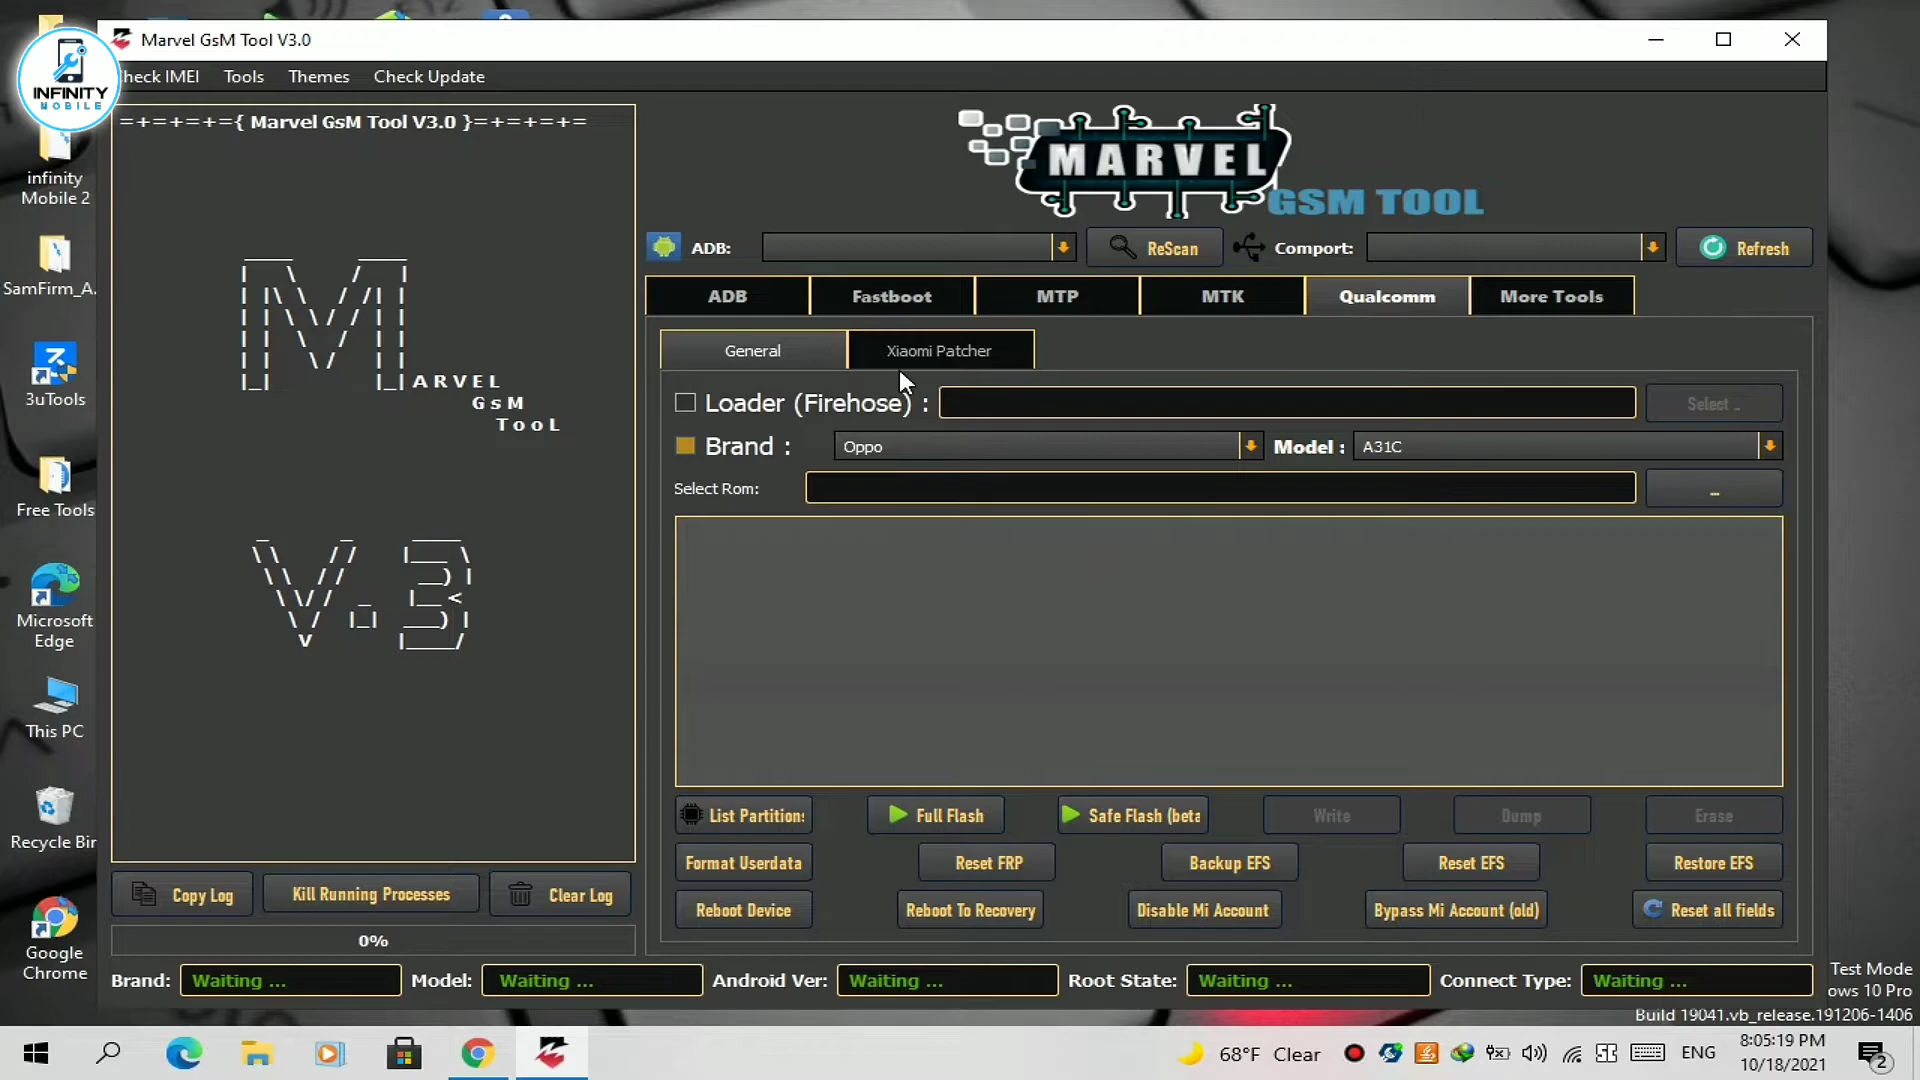 Marvel GsM Tool V3.0
INFINITY
MOBILE
heck IMEI Tools Themes Check Update
=+=+=+={ Marvel GsM Tool V3.0 }=+=+=+=
ARVEL
GsM
TooL
MARVEL
GSM TOOL
ADB: ReScan Comport: Refresh
ADB Fastboot MTP MTK Qualcomm More Tools
General Xiaomi Patcher
Loader (Firehose) : Select ..
Brand : Oppo Model : A31C
Select Rom: ...
List Partitions Full Flash Safe Flash (beta Write Dump Erase
Format Userdata Reset FRP Backup EFS Reset EFS Restore EFS
Reboot Device Reboot To Recovery Disable Mi Account Bypass Mi Account (old) Reset all fields
Copy Log Kill Running Processes Clear Log
0%
Brand: Waiting ... Model: Waiting ... Android Ver: Waiting ... Root State: Waiting ... Connect Type: Waiting ...
infinity
Mobile 2
SamFirm_A.
3uTools
Free Tools
Microsoft
Edge
This PC
Recycle Bin
Google
Chrome
Test Mode
ows 10 Pro
Build 19041.vb_release.191206-1406
68°F Clear ENG 8:05:19 PM
10/18/2021
2